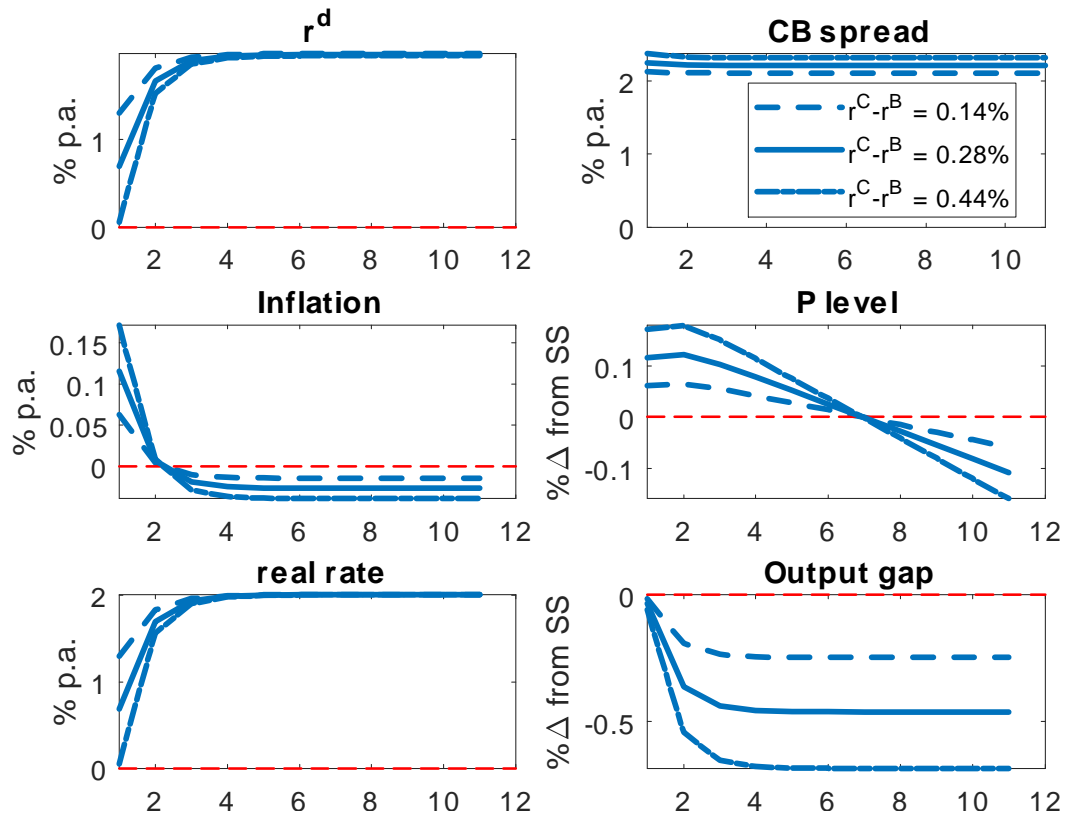 r^d
% p.a.
1
0
2 4 6 8 10 12
CB spread
% p.a.
2
1
0
2 4 6 8 10
r^C-r^B = 0.14%
r^C-r^B = 0.28%
r^C-r^B = 0.44%
Inflation
% p.a.
0.15
0.1
0.05
0
2 4 6 8 10 12
P level
% Δ from SS
0.1
0
-0.1
2 4 6 8 10 12
real rate
% p.a.
2
1
0
2 4 6 8 10 12
Output gap
% Δ from SS
0
-0.5
2 4 6 8 10 12